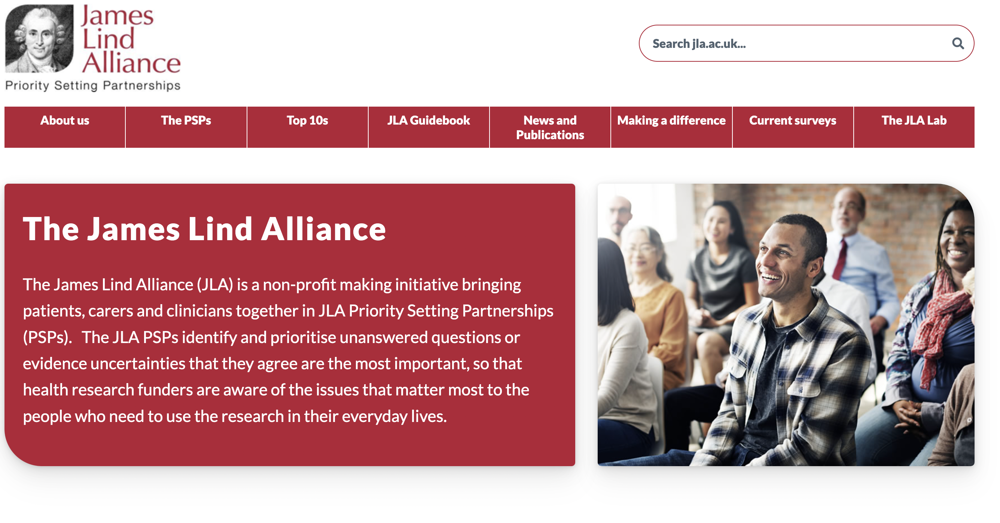 James
Lind
Alliance
Priority Setting Partnerships
Search jla.ac.uk...
About us
The PSPs
Top 10s
JLA Guidebook
News and
Publications
Making a difference
Current surveys
The JLA Lab
The James Lind Alliance
The James Lind Alliance (JLA) is a non-profit making initiative bringing
patients, carers and clinicians together in JLA Priority Setting Partnerships
(PSPs).   The JLA PSPs identify and prioritise unanswered questions or
evidence uncertainties that they agree are the most important, so that
health research funders are aware of the issues that matter most to the
people who need to use the research in their everyday lives.